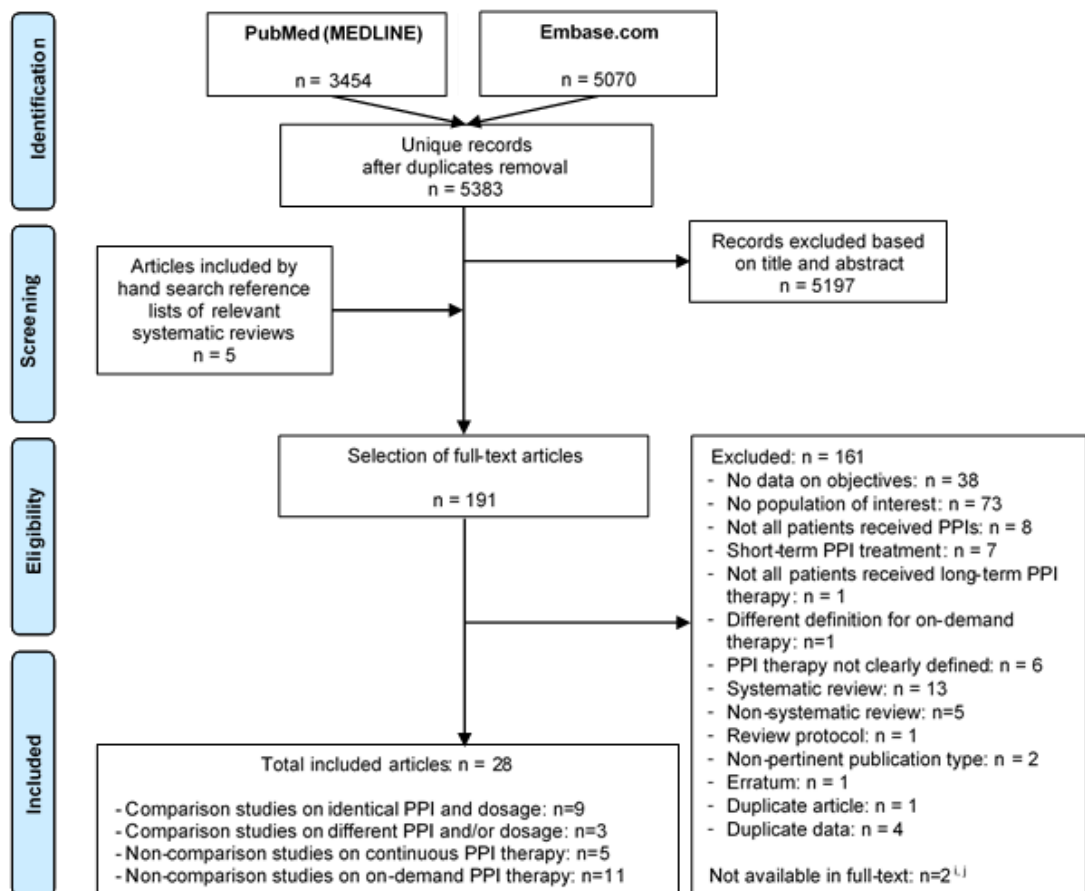 Identification
PubMed (MEDLINE)
n = 3454
Embase.com
n = 5070
Unique records
after duplicates removal
n = 5383
Screening
Articles included by
hand search reference
lists of relevant
systematic reviews
n = 5
Records excluded based
on title and abstract
n = 5197
Eligibility
Selection of full-text articles
n = 191
Excluded: n = 161
- No data on objectives: n = 38
- No population of interest: n = 73
- Not all patients received PPIs: n = 8
- Short-term PPI treatment: n = 7
- Not all patients received long-term PPI
therapy: n = 1
- Different definition for on-demand
therapy: n=1
- PPI therapy not clearly defined: n = 6
- Systematic review: n = 13
- Non-systematic review: n=5
- Review protocol: n = 1
- Non-pertinent publication type: n = 2
- Erratum: n = 1
- Duplicate article: n = 1
- Duplicate data: n = 4
Not available in full-text: n=2 i, j
Included
Total included articles: n = 28
- Comparison studies on identical PPI and dosage: n=9
- Comparison studies on different PPI and/or dosage: n=3
- Non-comparison studies on continuous PPI therapy: n=5
- Non-comparison studies on on-demand PPI therapy: n=11